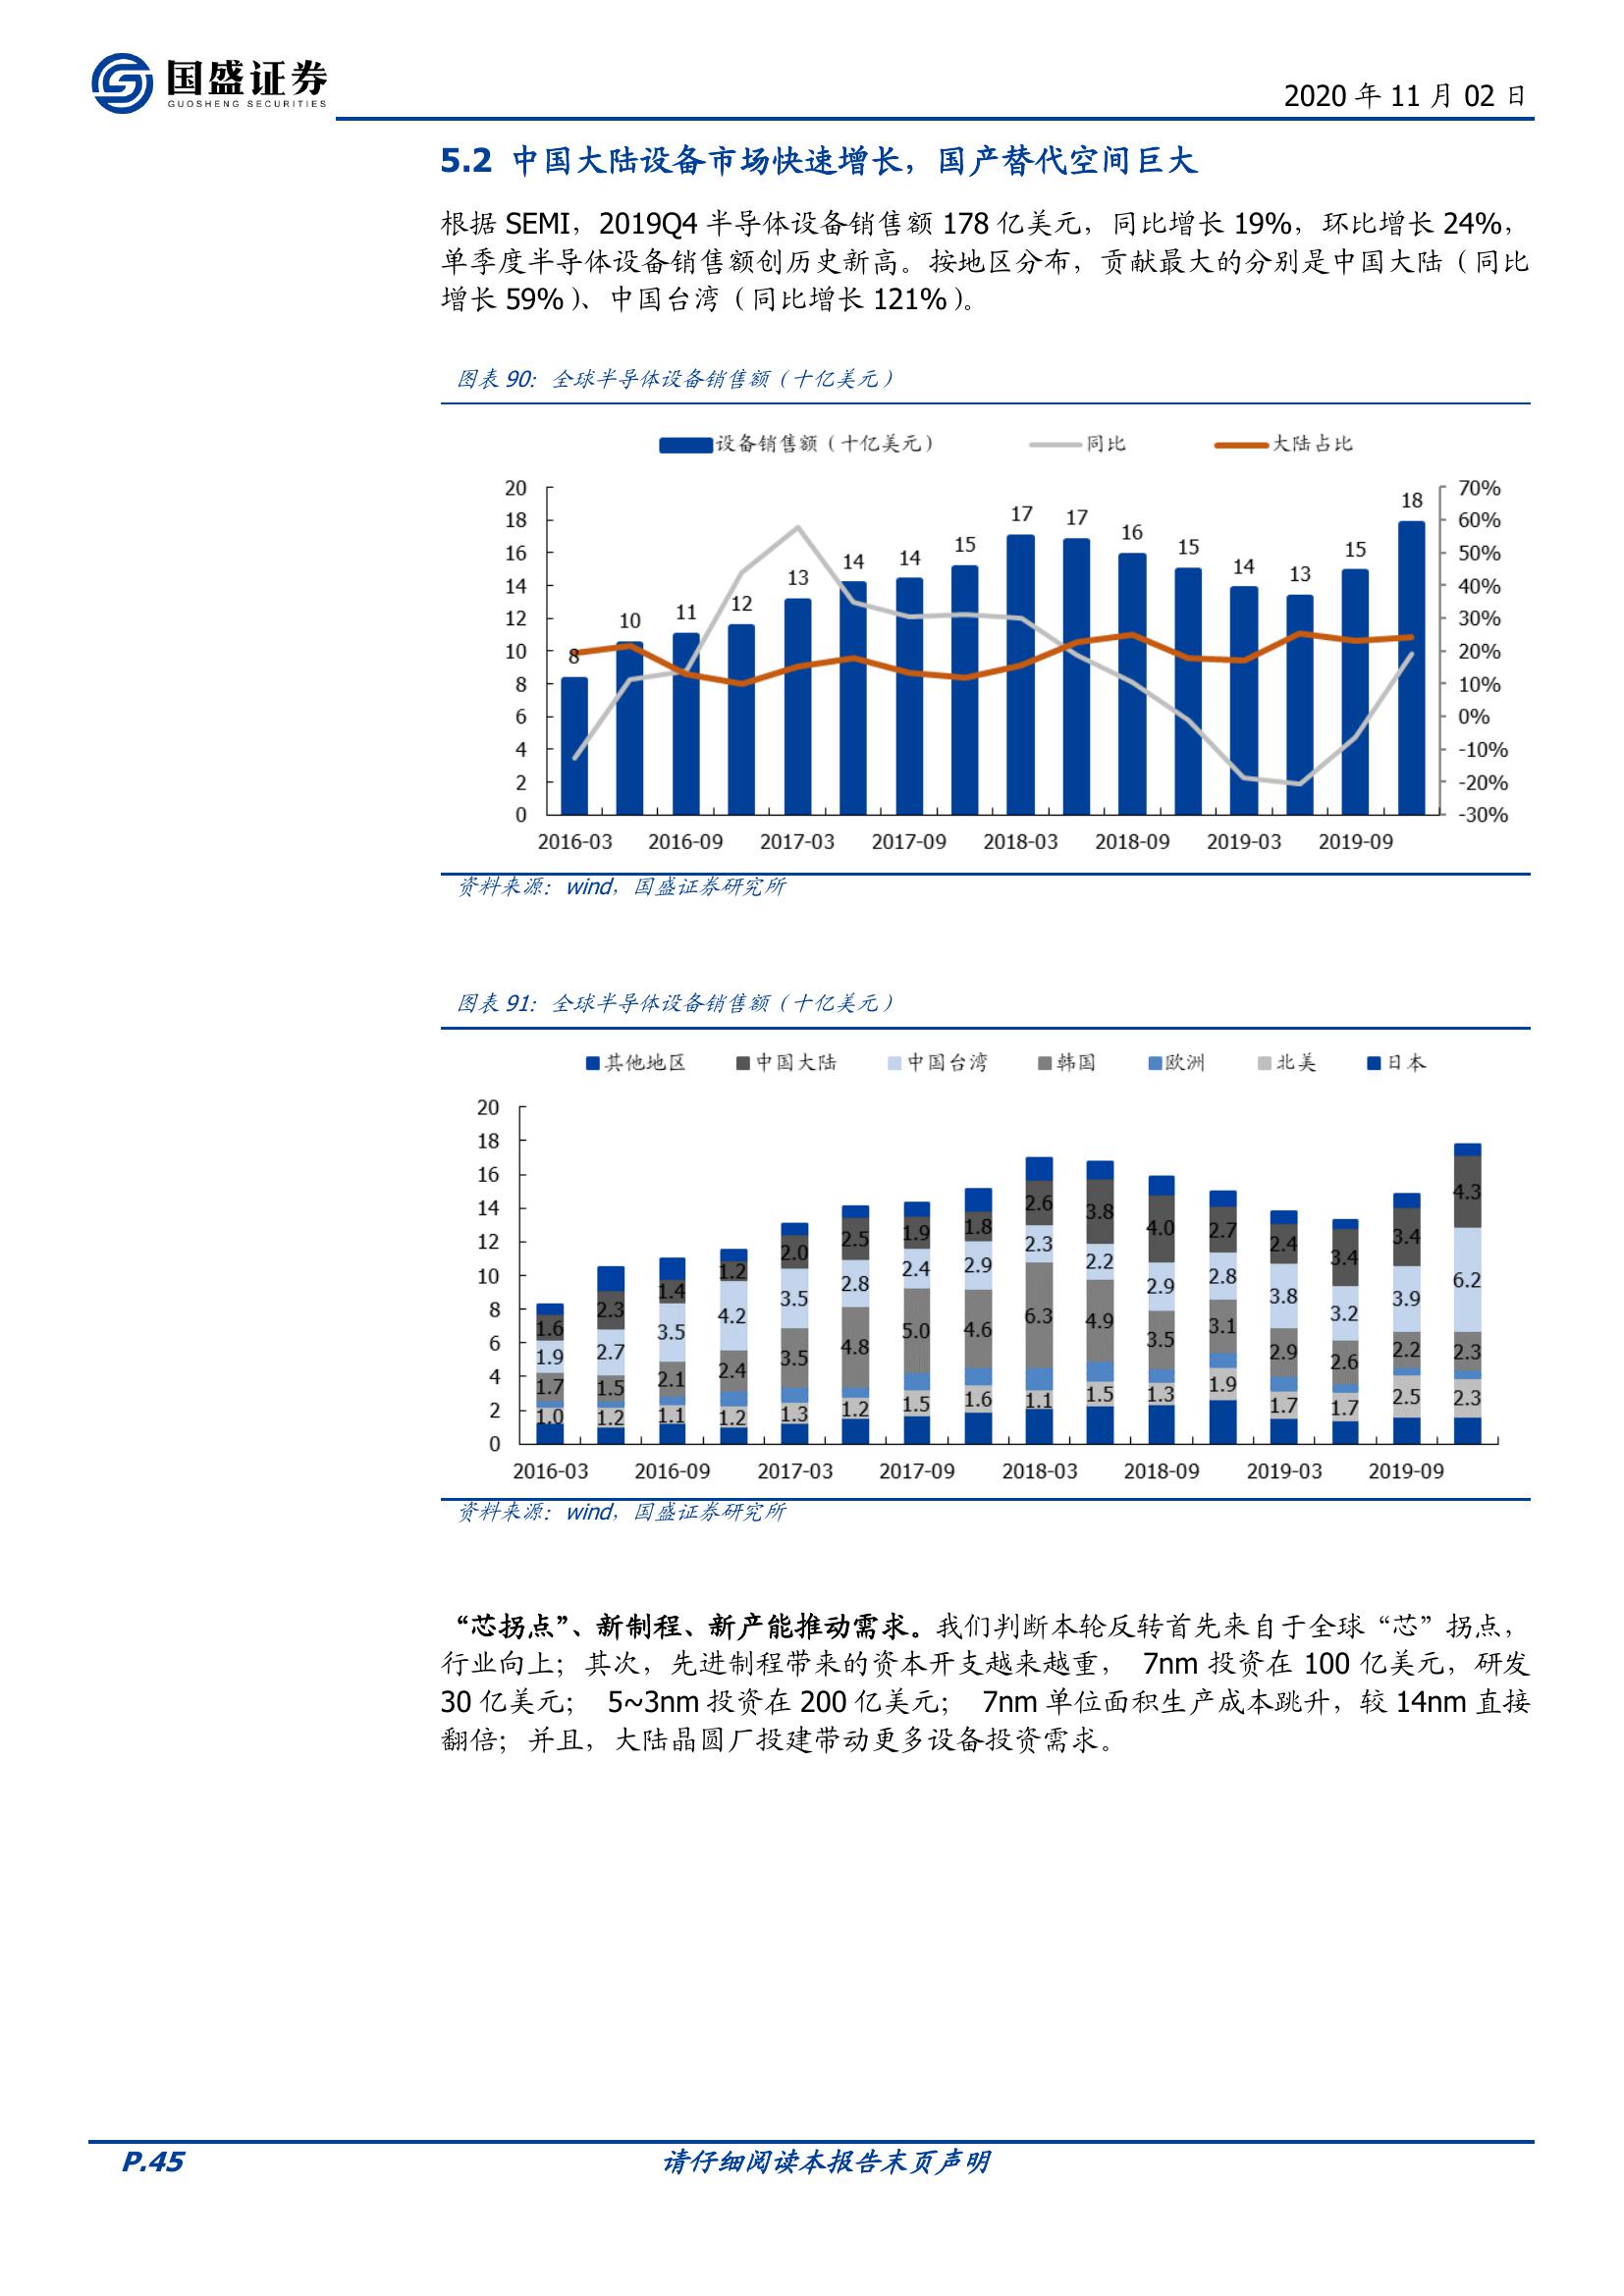 国盛证券
GUOSHENG SECURITIES
2020 年 11 月 02 日
5.2 中国大陆设备市场快速增长，国产替代空间巨大
根据 SEMI，2019Q4 半导体设备销售额 178 亿美元，同比增长 19%，环比增长 24%，
单季度半导体设备销售额创历史新高。按地区分布，贡献最大的分别是中国大陆（同比
增长 59%）、中国台湾（同比增长 121%）。
图表 90：全球半导体设备销售额（十亿美元）
设备销售额（十亿美元） 同比 大陆占比
20 18 16 14 12 10 8 6 4 2 0
8 10 11 12 13 14 14 15 17 17 16 15 14 13 15 18
70% 60% 50% 40% 30% 20% 10% 0% -10% -20% -30%
2016-03 2016-09 2017-03 2017-09 2018-03 2018-09 2019-03 2019-09
资料来源：wind，国盛证券研究所
图表 91：全球半导体设备销售额（十亿美元）
其他地区 中国大陆 中国台湾 韩国 欧洲 北美 日本
20 18 16 14 12 10 8 6 4 2 0
1.6 2.3 1.4 1.2 2.0 2.5 1.9 1.8 2.6 3.8 4.0 2.7 2.4 3.4 3.4 4.3
1.9 2.7 3.5 4.2 3.5 2.8 2.4 2.9 2.3 2.2 2.9 2.8 3.8 3.2 3.9 6.2
1.7 1.5 2.1 2.4 3.5 4.8 5.0 4.6 6.3 4.9 3.5 3.1 2.9 2.6 2.2 2.3
1.0 1.2 1.1 1.2 1.3 1.2 1.5 1.6 1.1 1.5 1.3 1.9 1.7 1.7 2.5 2.3
2016-03 2016-09 2017-03 2017-09 2018-03 2018-09 2019-03 2019-09
资料来源：wind，国盛证券研究所
“芯拐点”、新制程、新产能推动需求。我们判断本轮反转首先来自于全球“芯”拐点，
行业向上；其次，先进制程带来的资本开支越来越重， 7nm 投资在 100 亿美元，研发
30 亿美元； 5~3nm 投资在 200 亿美元； 7nm 单位面积生产成本跳升，较 14nm 直接
翻倍；并且，大陆晶圆厂投建带动更多设备投资需求。
P.45 请仔细阅读本报告末页声明